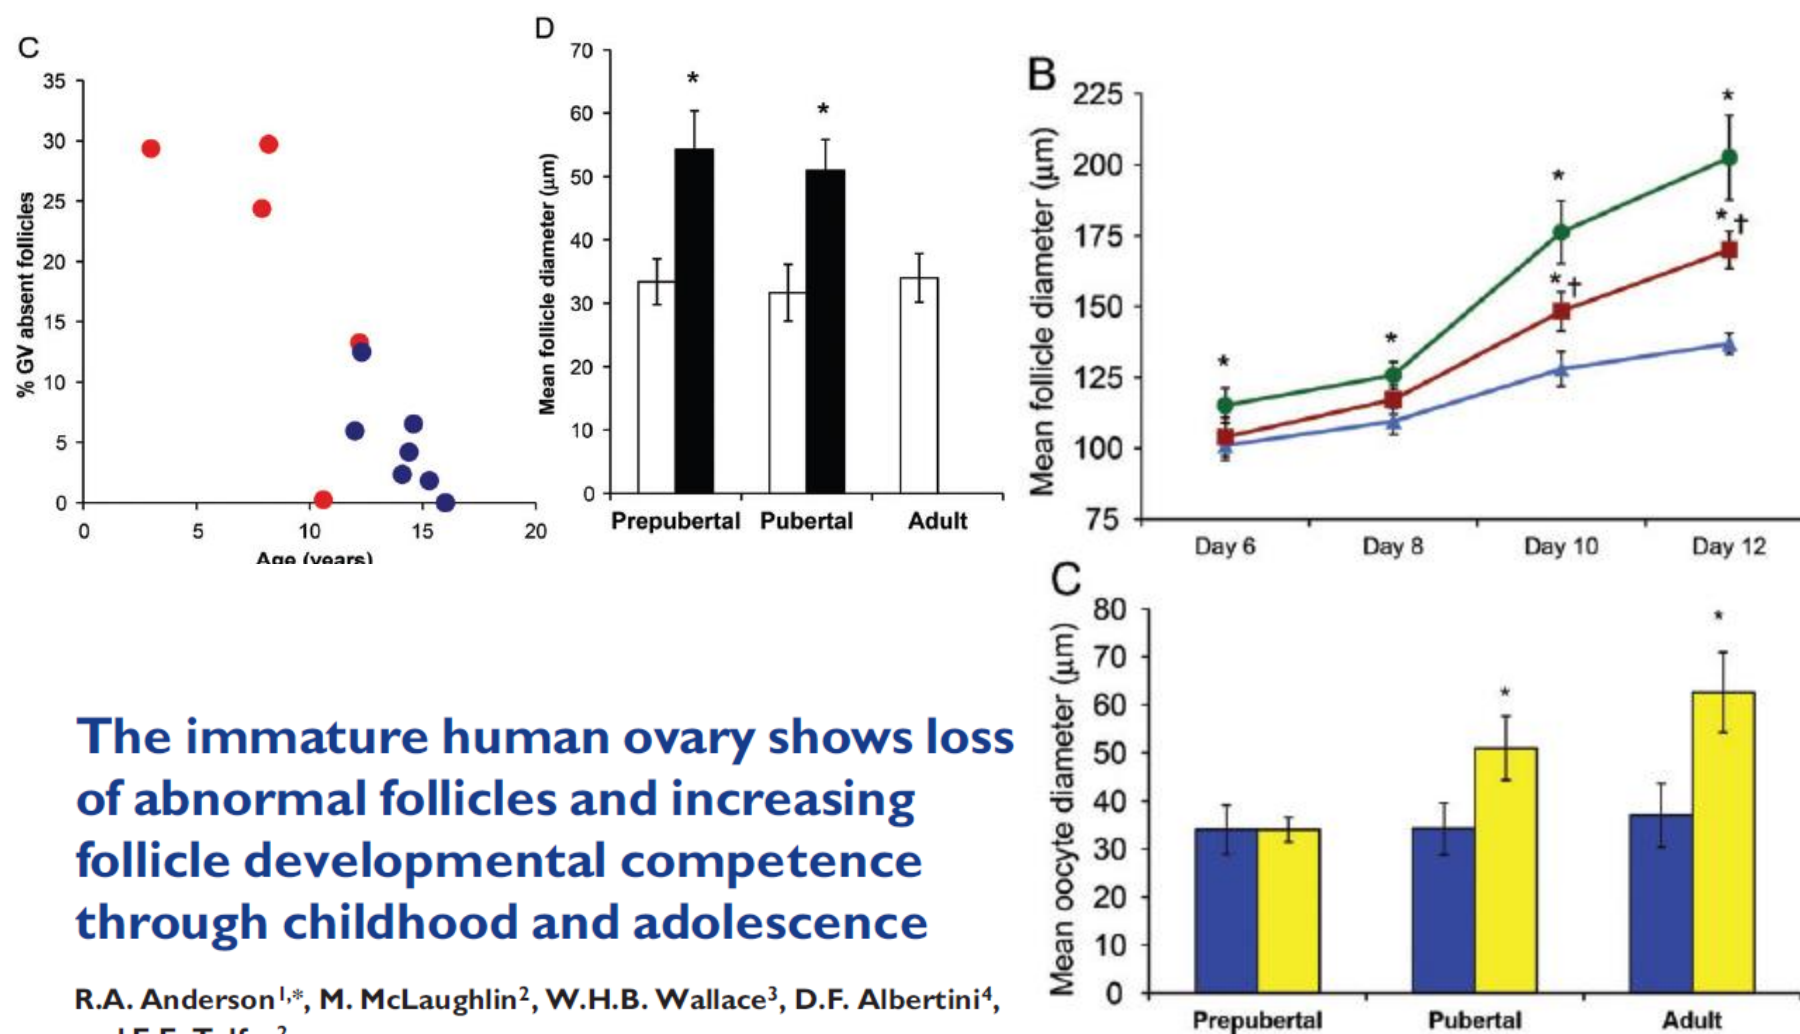 C
35
30
25
20
15
10
5
0
% GV absent follicles
0 5 10 15 20
Age (years)
D
70
60
50
40
30
20
10
0
Mean follicle diameter (μm)
* *
Prepubertal Pubertal Adult
B
225
200
175
150
125
100
75
Mean follicle diameter (μm)
* * * * * † * †
Day 6 Day 8 Day 10 Day 12
C
80
70
60
50
40
30
20
10
0
Mean oocyte diameter (μm)
* *
Prepubertal Pubertal Adult
The immature human ovary shows loss
of abnormal follicles and increasing
follicle developmental competence
through childhood and adolescence
R.A. Anderson1,*, M. McLaughlin2, W.H.B. Wallace3, D.F. Albertini4,